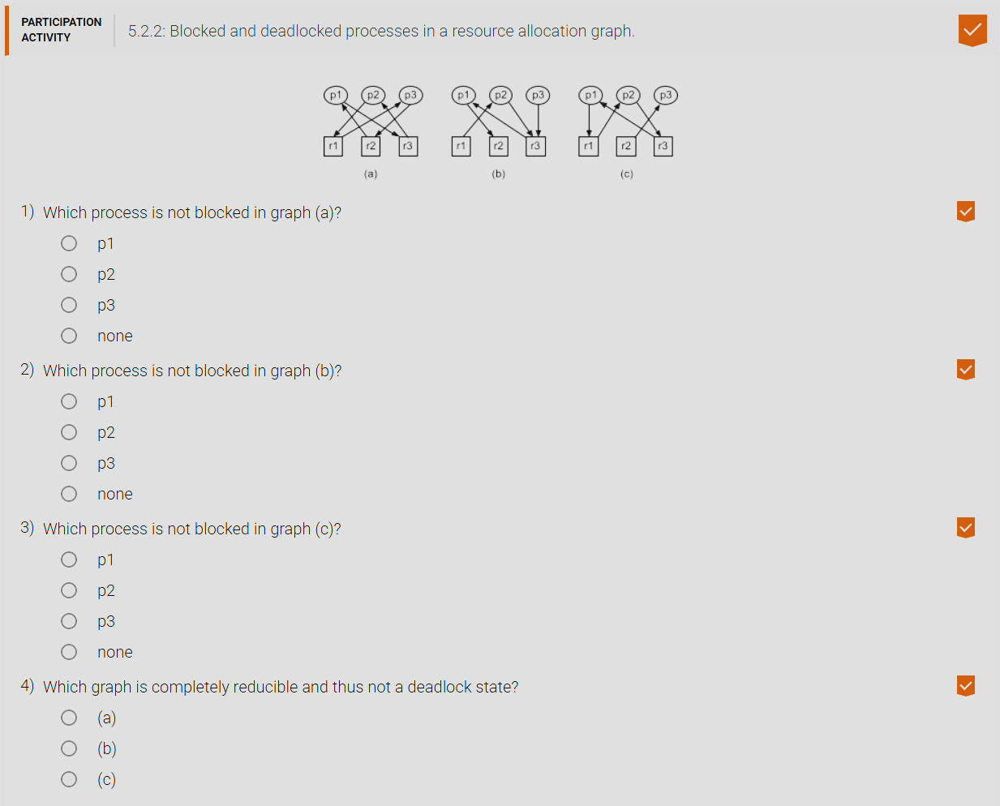 PARTICIPATION
ACTIVITY
5.2.2: Blocked and deadlocked processes in a resource allocation graph.
p1 p2 p3 p1 p2 p3 p1 p2 p3
r1 r2 r3 r1 r2 r3 r1 r2 r3
(a) (b) (c)
1) Which process is not blocked in graph (a)?
p1
p2
p3
none
2) Which process is not blocked in graph (b)?
p1
p2
p3
none
3) Which process is not blocked in graph (c)?
p1
p2
p3
none
4) Which graph is completely reducible and thus not a deadlock state?
(a)
(b)
(c)